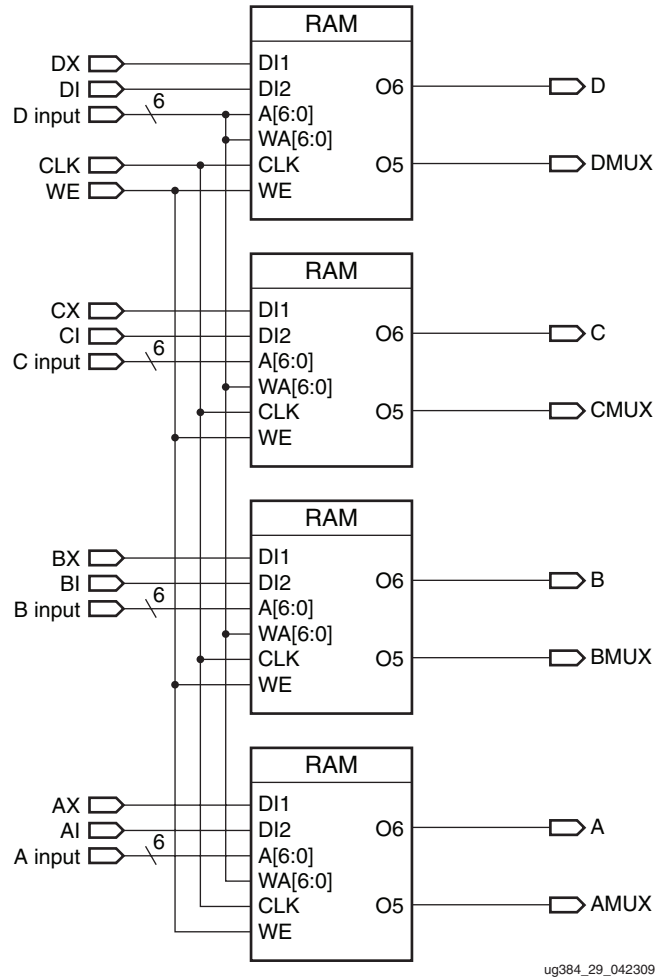 RAM
DX
DI1
DI
DI2
O6
D
D input
6
A[6:0]
WA[6:0]
CLK
CLK
O5
DMUX
WE
WE
RAM
CX
DI1
CI
DI2
O6
C
C input
6
A[6:0]
WA[6:0]
CLK
O5
CMUX
WE
RAM
BX
DI1
BI
DI2
O6
B
B input
6
A[6:0]
WA[6:0]
CLK
O5
BMUX
WE
RAM
AX
DI1
AI
DI2
O6
A
A input
6
A[6:0]
WA[6:0]
CLK
O5
AMUX
WE
ug384_29_042309